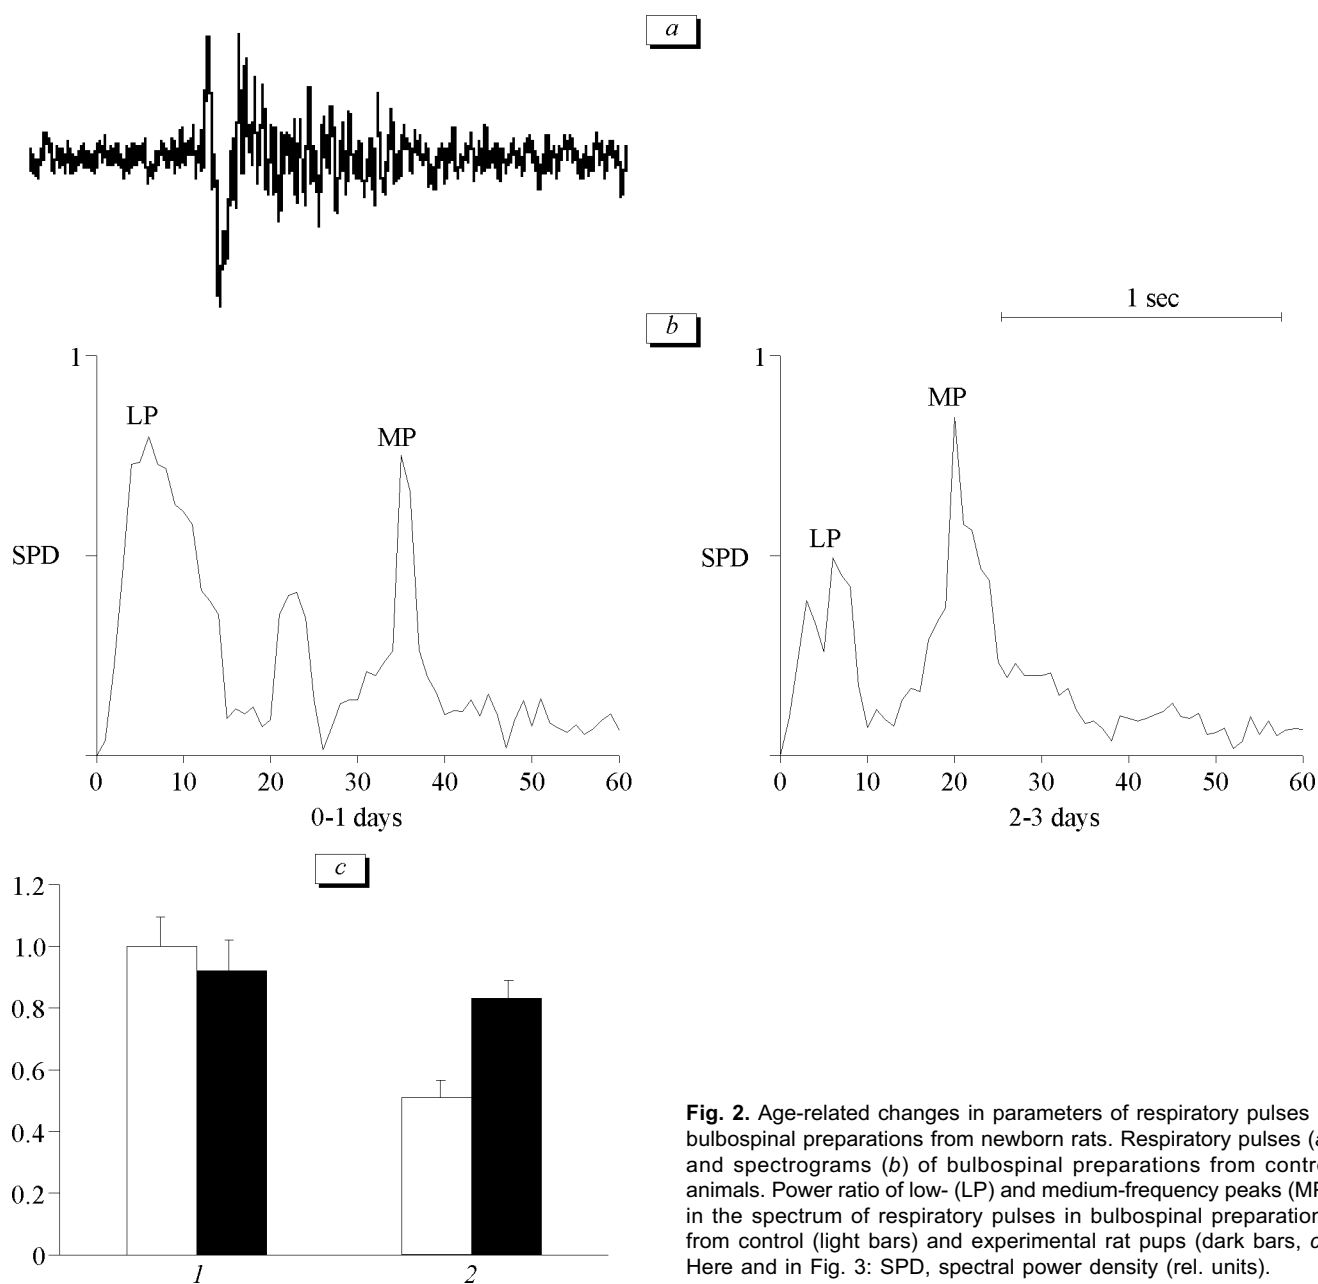 a
1 sec
b
1
LP
MP
SPD
0 10 20 30 40 50 60
0-1 days
1
MP
LP
SPD
0 10 20 30 40 50 60
2-3 days
c
1.2
1.0
0.8
0.6
0.4
0.2
0
1 2
Fig. 2. Age-related changes in parameters of respiratory pulses
bulbospinal preparations from newborn rats. Respiratory pulses (a
and spectrograms (b) of bulbospinal preparations from contro
animals. Power ratio of low- (LP) and medium-frequency peaks (MP
in the spectrum of respiratory pulses in bulbospinal preparation
from control (light bars) and experimental rat pups (dark bars, c
Here and in Fig. 3: SPD, spectral power density (rel. units).